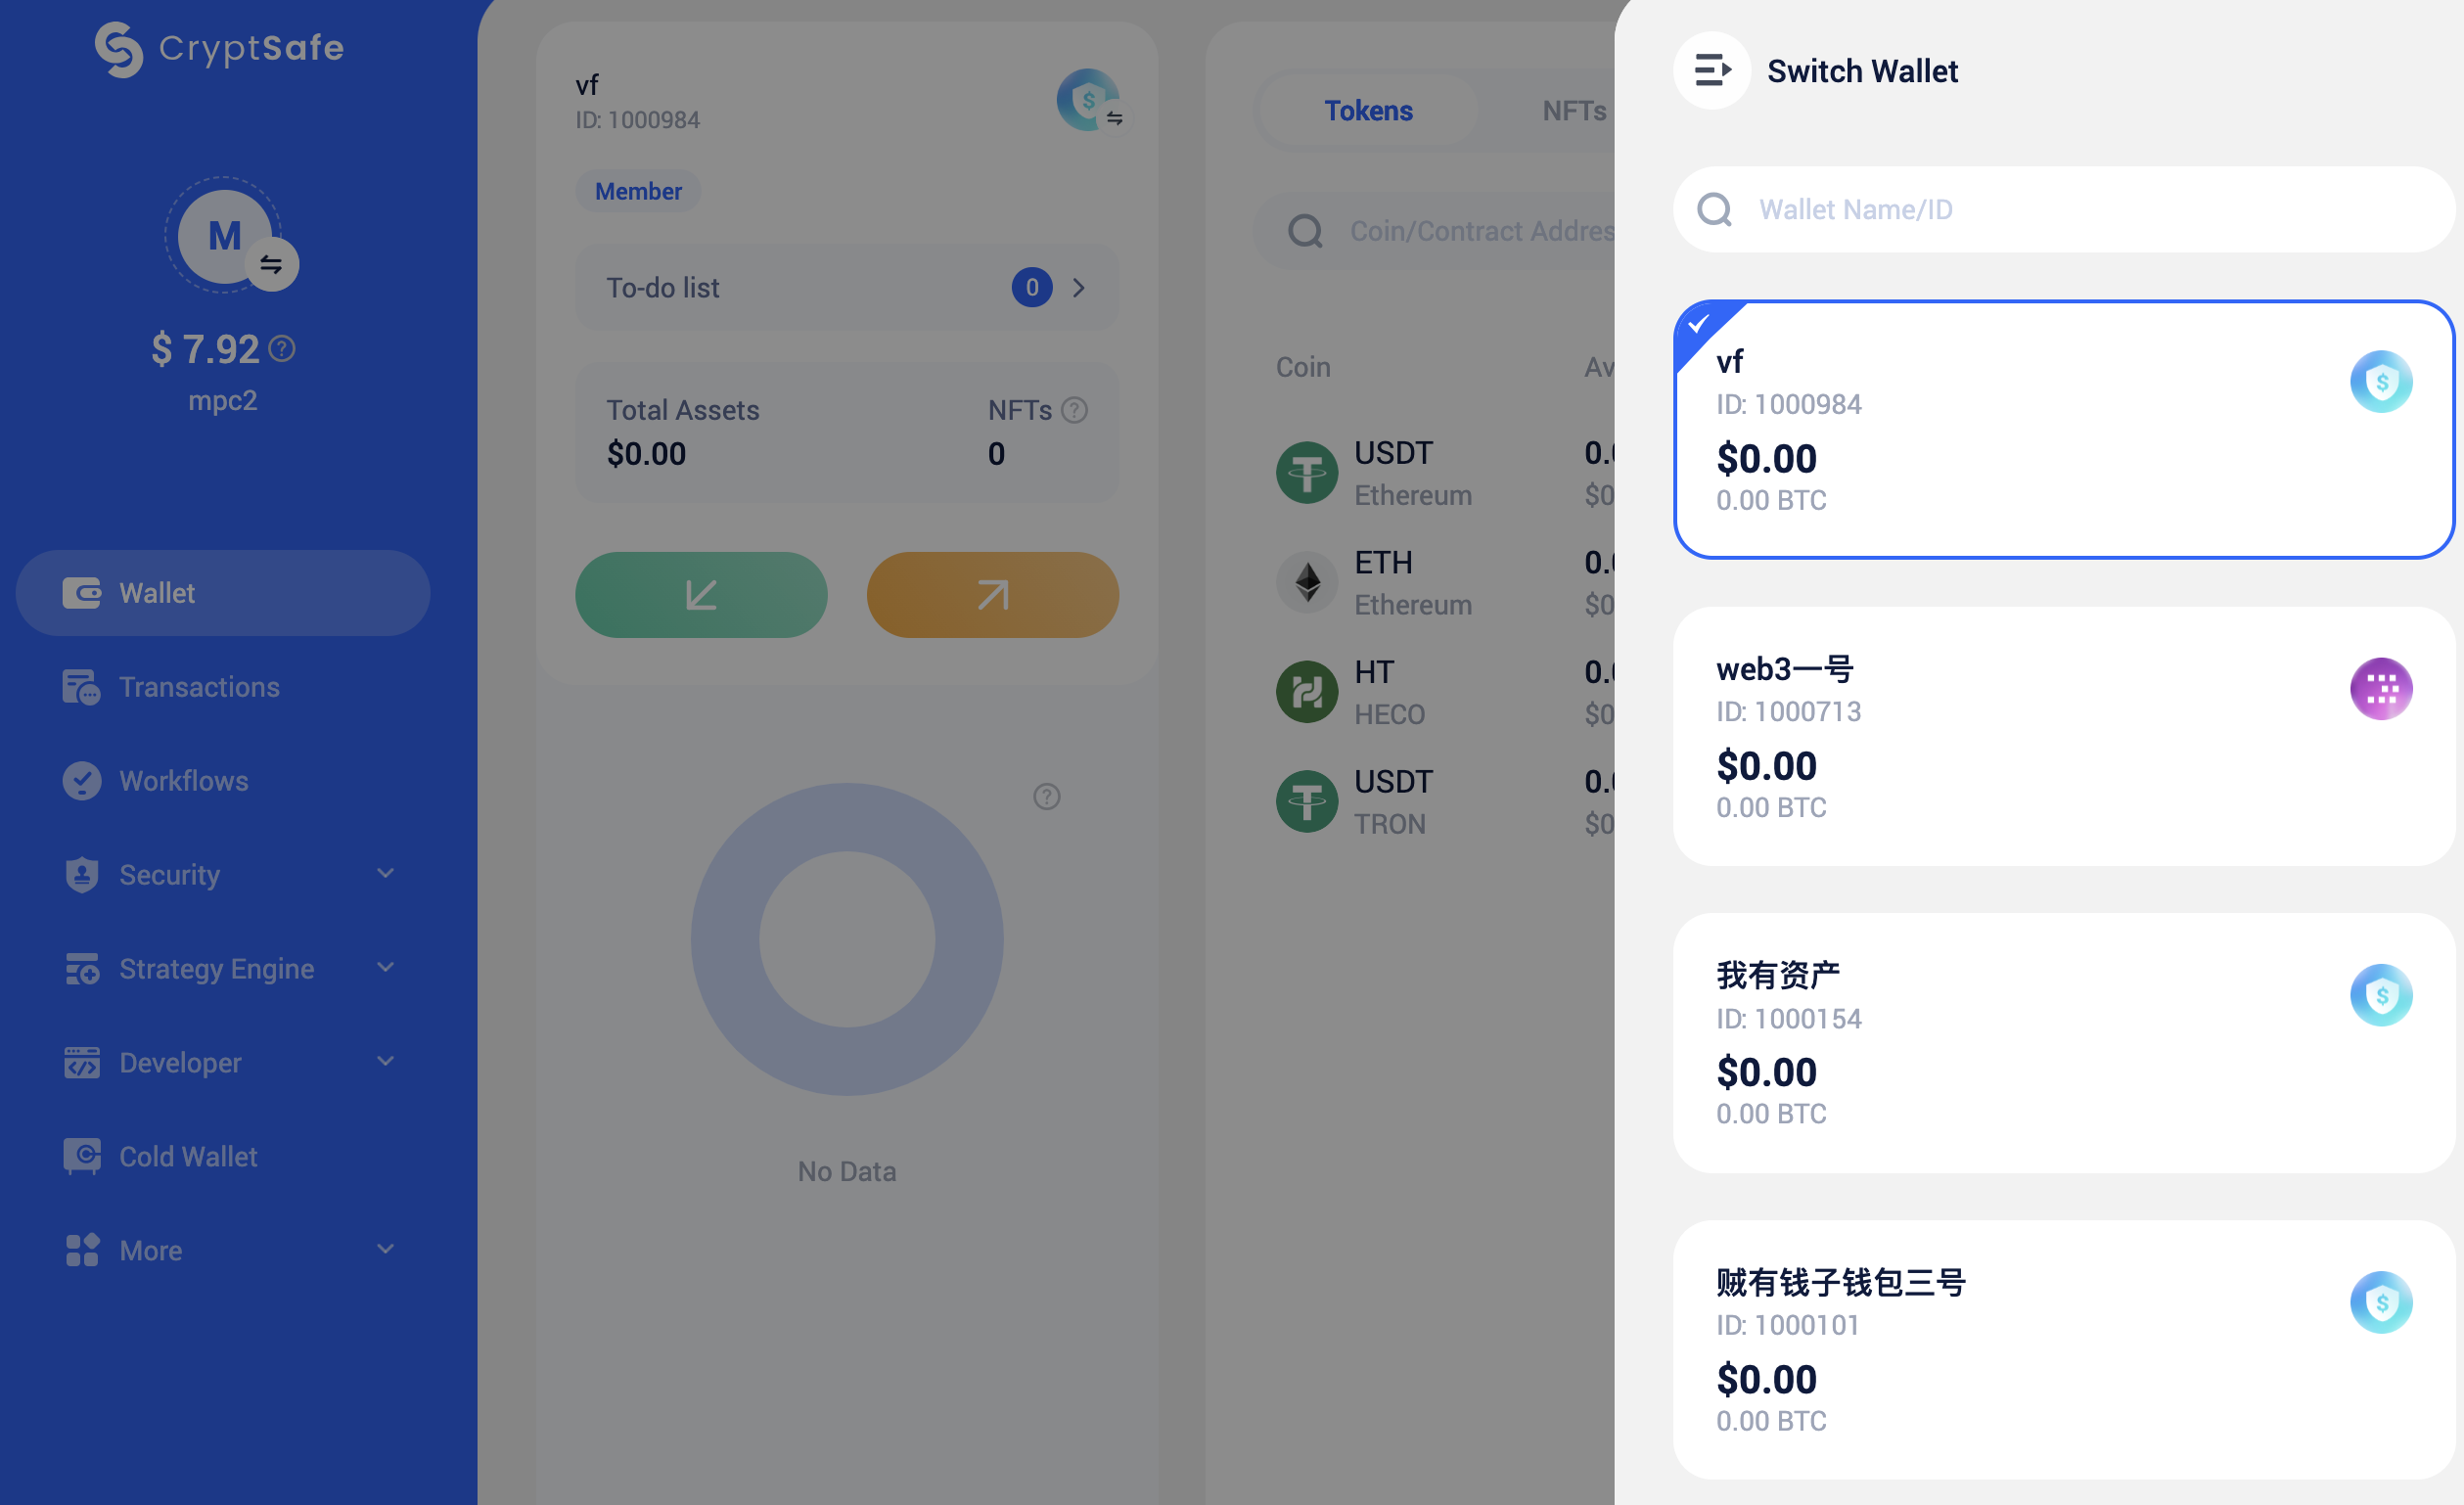 CryptSafe
M
$ 7.92
mpc2
Wallet
Transactions
Workflows
Security
Strategy Engine
Developer
Cold Wallet
More
vf
ID: 1000984
Member
To-do list 0
Total Assets NFTs
$0.00 0
No Data
Tokens NFTs
Coin/Contract Addres
Coin Av
USDT 0.
Ethereum $0
ETH 0.
Ethereum $0
HT 0.
HECO $0
USDT 0.
TRON $0
Switch Wallet
Wallet Name/ID
vf
ID: 1000984
$0.00
0.00 BTC
web3一号
ID: 1000713
$0.00
0.00 BTC
我有资产
ID: 1000154
$0.00
0.00 BTC
贼有钱子钱包三号
ID: 1000101
$0.00
0.00 BTC